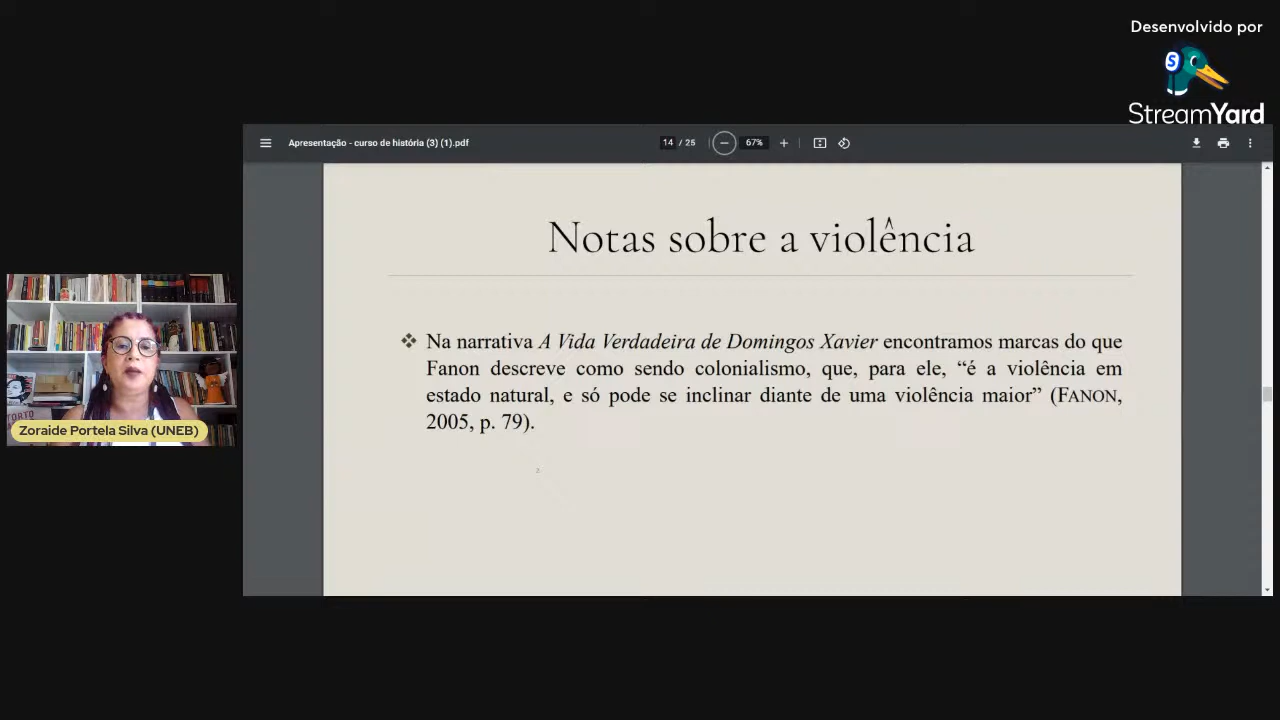 Desenvolvido por
S
StreamYard
Apresentação - curso de história (3) (1).pdf
14 / 25
67%
Notas sobre a violência
❖ Na narrativa A Vida Verdadeira de Domingos Xavier encontramos marcas do que
Fanon descreve como sendo colonialismo, que, para ele, “é a violência em
estado natural, e só pode se inclinar diante de uma violência maior” (FANON,
2005, p. 79).
2
Zoraide Portela Silva (UNEB)